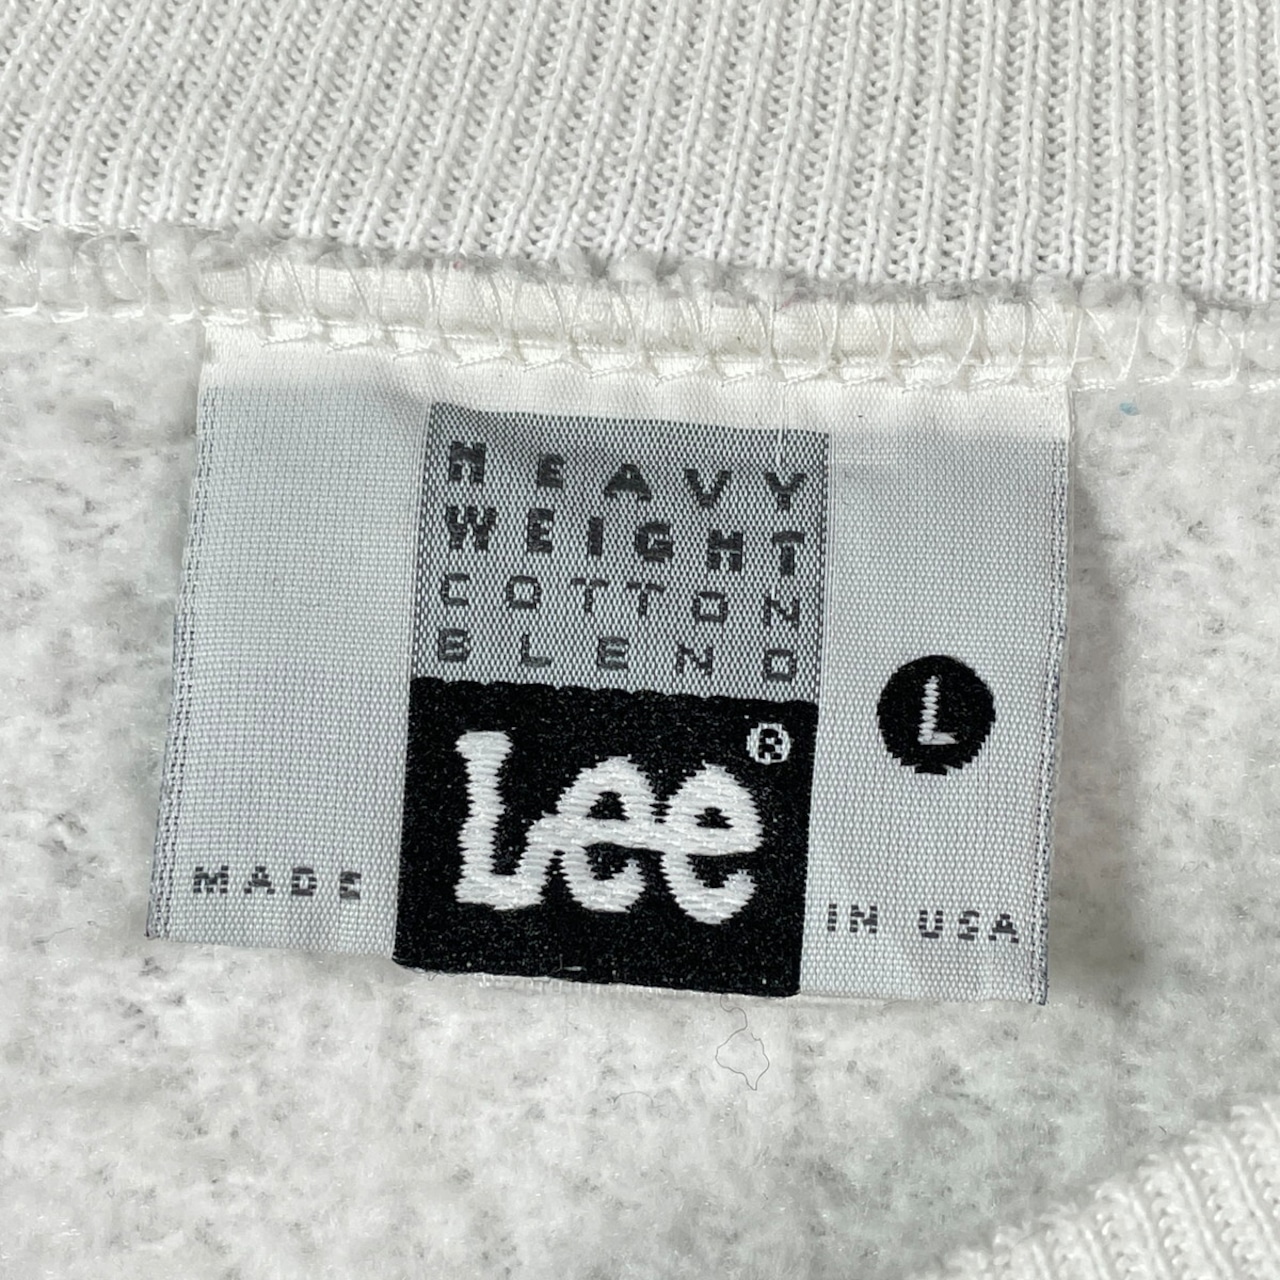 HEAVY
WEIGHT
COTTON
BLEND
Lee®
L
MADE IN USA